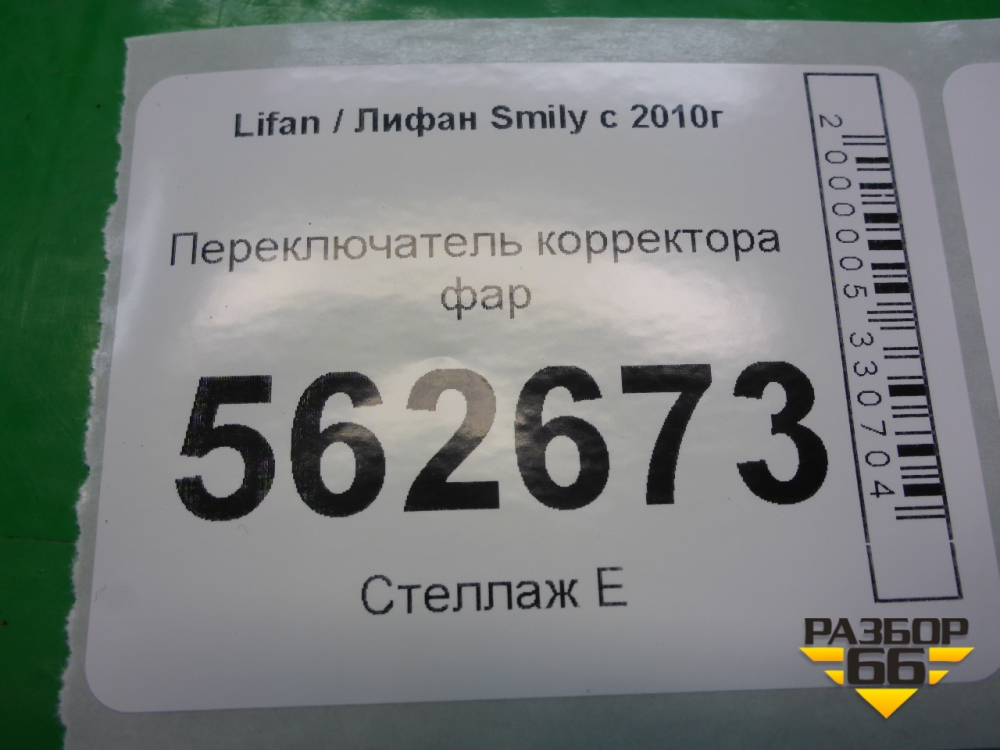 Lifan / Лифан Smily с 2010г
Переключатель корректора
фар
562673
Стеллаж Е
2000005330704
РАЗБОР
66